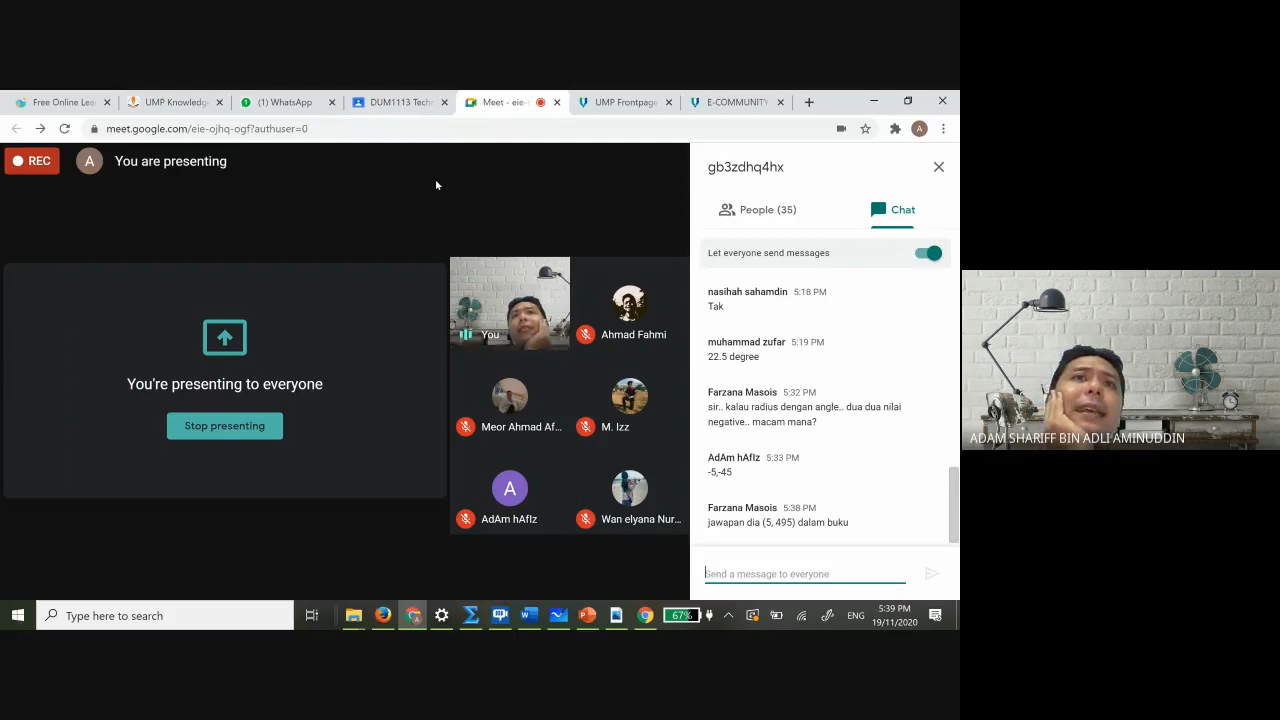 Free Online Lea
UMP Knowledg
(1) WhatsApp
DUM1113 Tech
Meet - eie-
UMP Frontpage
E-COMMUNITY
meet.google.com/eie-ojhq-ogf?authuser=0
A
REC
A
You are presenting
gb3zdhq4hx
People (35)
Chat
Let everyone send messages
nasihah sahamdin 5:18 PM
Tak
muhammad zufar 5:19 PM
22.5 degree
Farzana Masois 5:32 PM
sir.. kalau radius dengan angle.. dua dua nilai
negative.. macam mana?
AdAm hAfIz 5:33 PM
-5,-45
Farzana Masois 5:38 PM
jawapan dia (5, 495) dalam buku
Send a message to everyone
You're presenting to everyone
Stop presenting
You
Ahmad Fahmi
Meor Ahmad Af...
M. Izz
A
AdAm hAfIz
Wan elyana Nur...
ADAM SHARIFF BIN ADLI AMINUDDIN
Type here to search
67%
ENG
5:39 PM
19/11/2020